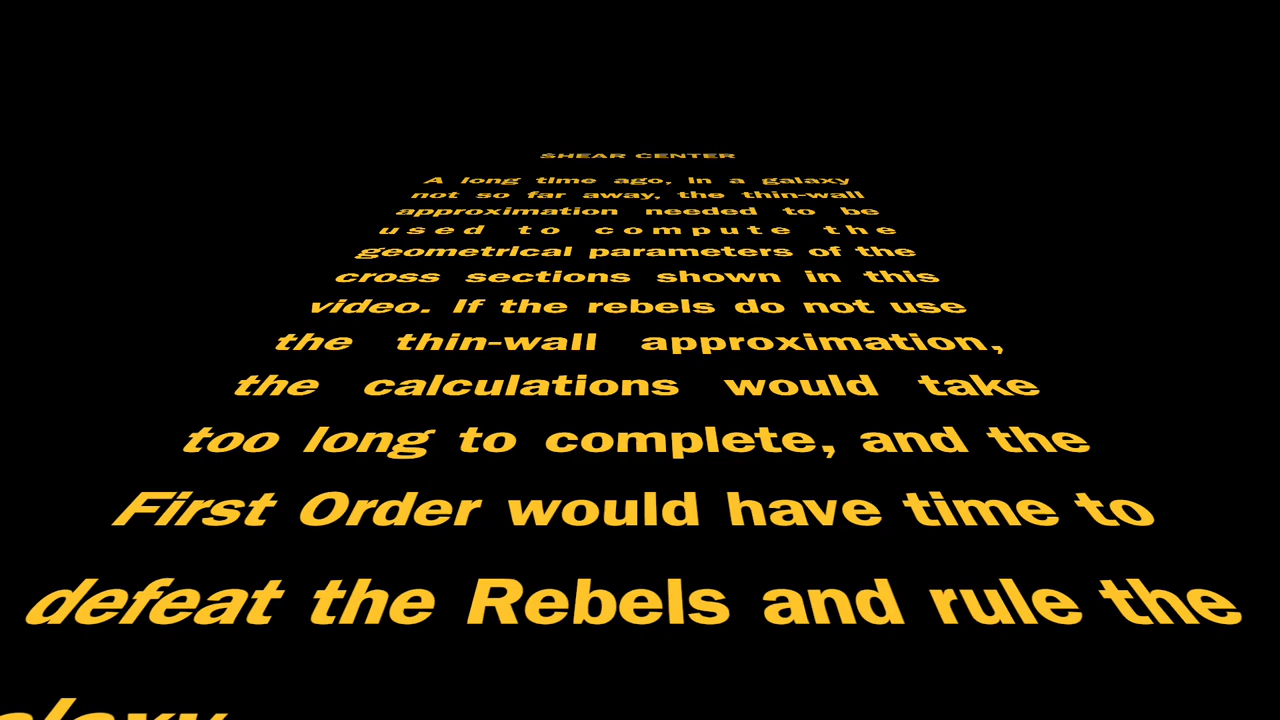 SHEAR CENTER
A long time ago, in a galaxy
not so far away, the thin-wall
approximation needed to be
used to compute the
geometrical parameters of the
cross sections shown in this
video. If the rebels do not use
the thin-wall approximation,
the calculations would take
too long to complete, and the
First Order would have time to
defeat the Rebels and rule the